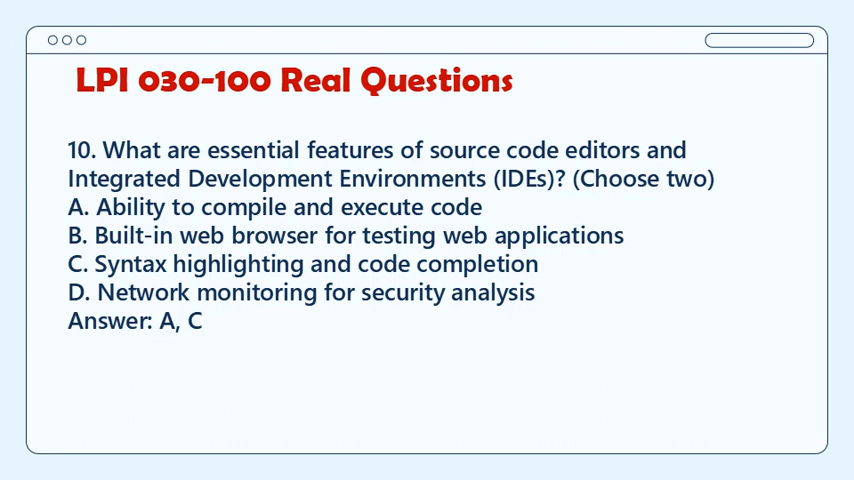 LPI 030-100 Real Questions
10. What are essential features of source code editors and
Integrated Development Environments (IDEs)? (Choose two)
A. Ability to compile and execute code
B. Built-in web browser for testing web applications
C. Syntax highlighting and code completion
D. Network monitoring for security analysis
Answer: A, C